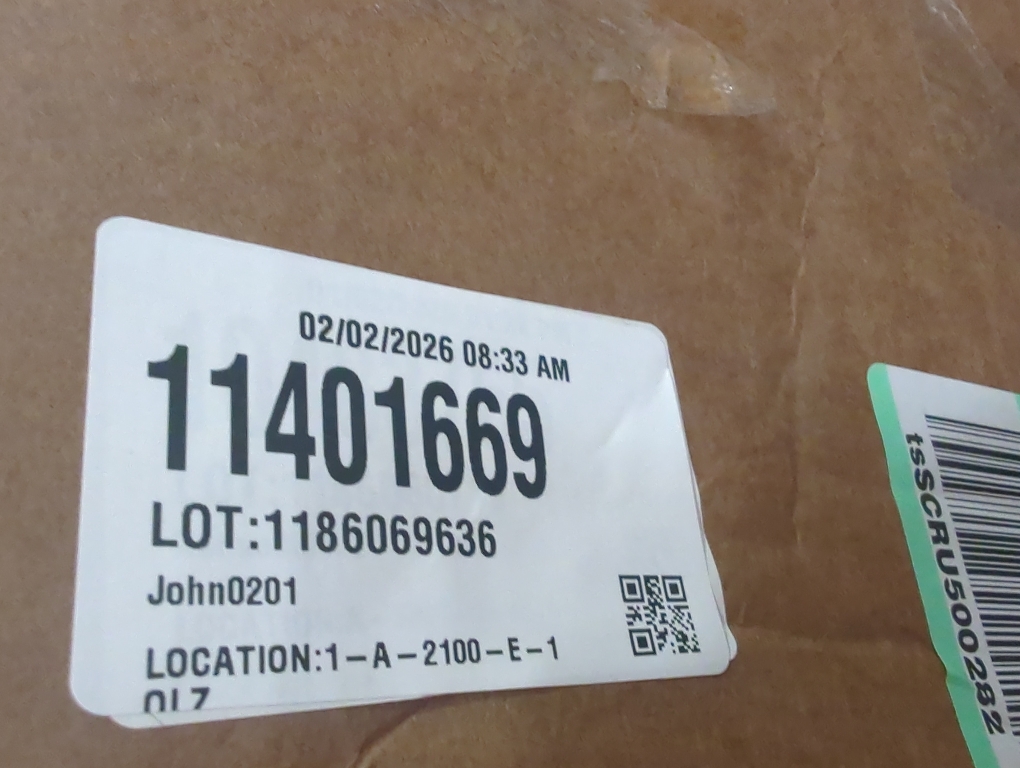 02/02/2026 08:33 AM
11401669
LOT:1186069636
John0201
LOCATION:1-A-2100-E-1
tsSCRU500282